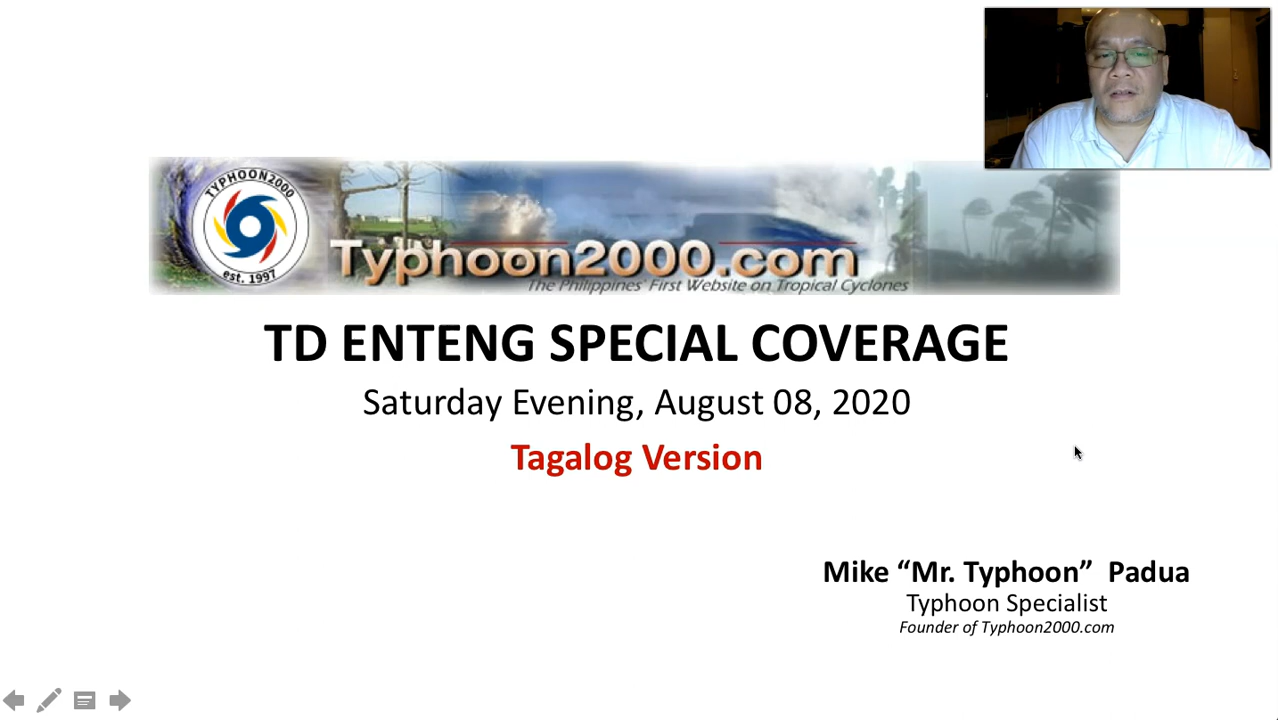 TYPHOON2000
est. 1997
Typhoon2000.com
The Philippines' First Website on Tropical Cyclones
TD ENTENG SPECIAL COVERAGE
Saturday Evening, August 08, 2020
Tagalog Version
Mike “Mr. Typhoon” Padua
Typhoon Specialist
Founder of Typhoon2000.com